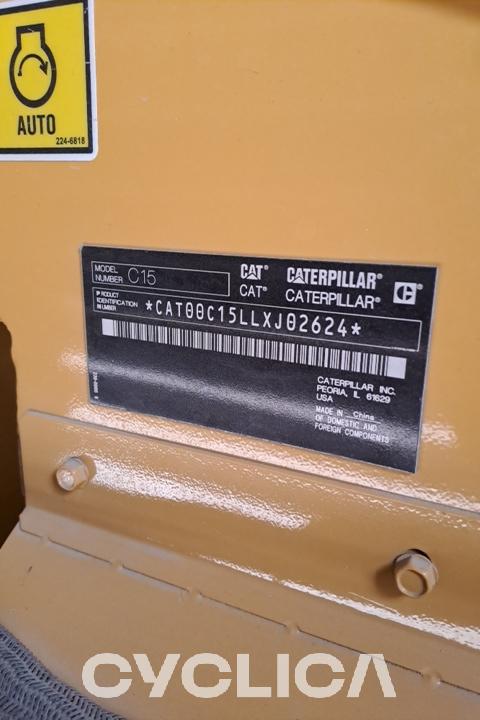 AUTO
224-6818
MODEL NUMBER C15
CAT® CATERPILLAR®
CAT® CATERPILLAR®
PRODUCT IDENTIFICATION NUMBER *CAT00C15LLXJ02624*
CATERPILLAR INC.
PEORIA, IL 61629
USA
MADE IN China
OF DOMESTIC AND
FOREIGN COMPONENTS
CYCLICA